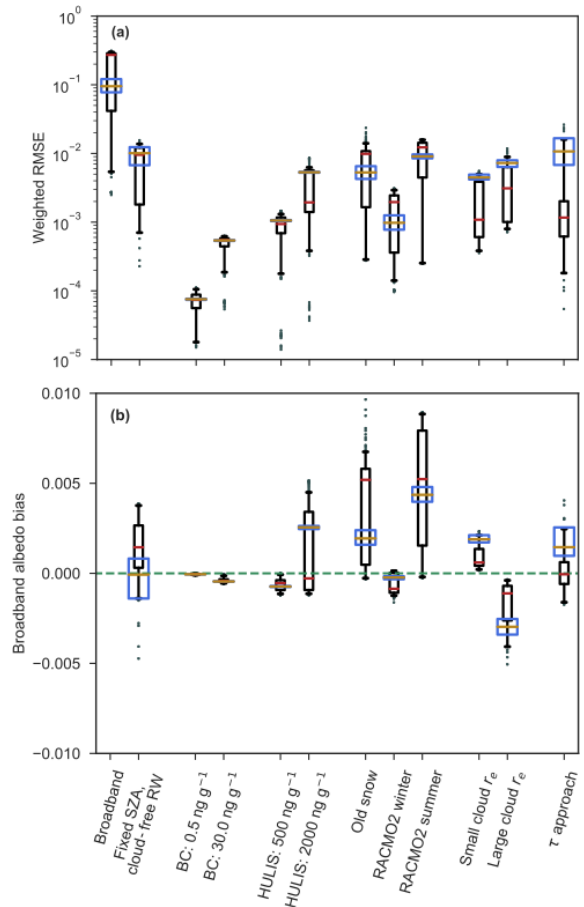 10⁰
(a)
10⁻¹
10⁻²
10⁻³
10⁻⁴
10⁻⁵
Weighted RMSE
0.010
(b)
0.005
0.000
−0.005
−0.010
Broadband albedo bias
Broadband
Fixed SZA,
cloud- free RW
BC: 0.5 ng g⁻¹
BC: 30.0 ng g⁻¹
HULIS: 500 ng g⁻¹
HULIS: 2000 ng g⁻¹
Old snow
RACMO2 winter
RACMO2 summer
Small cloud rₑ
Large cloud rₑ
τ approach